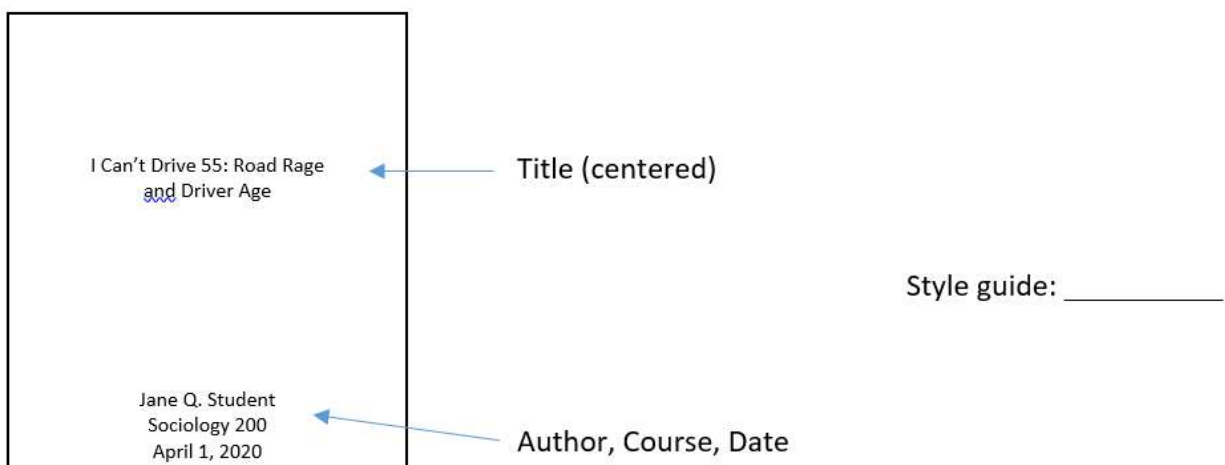 I Can't Drive 55: Road Rage
and Driver Age
Title (centered)
Style guide: ___________
Jane Q. Student
Sociology 200
April 1, 2020
Author, Course, Date